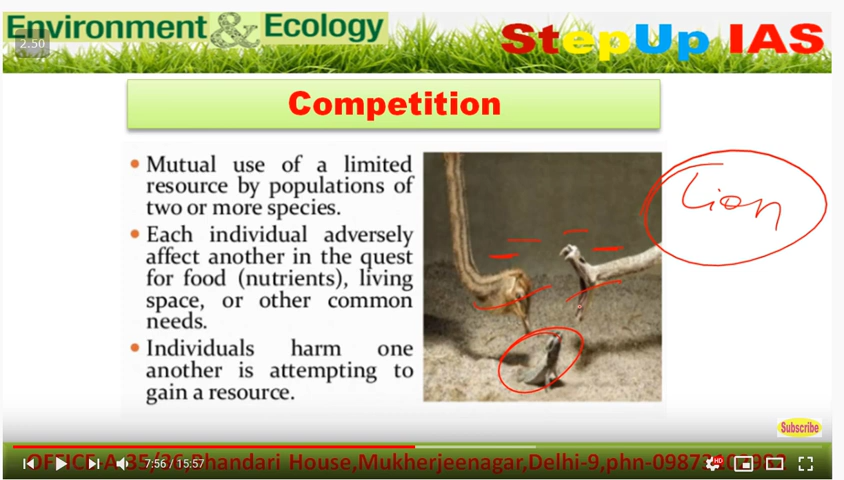 Environment & Ecology
StepUp IAS
2.50
Competition
• Mutual use of a limited
resource by populations of
two or more species.
• Each individual adversely
affect another in the quest
for food (nutrients), living
space, or other common
needs.
• Individuals harm one
another is attempting to
gain a resource.
Lion
Subscribe
OFFICE-A-35/36,Bhandari House,Mukherjeenagar,Delhi-9,phn-09873
7:56 / 15:57
HD